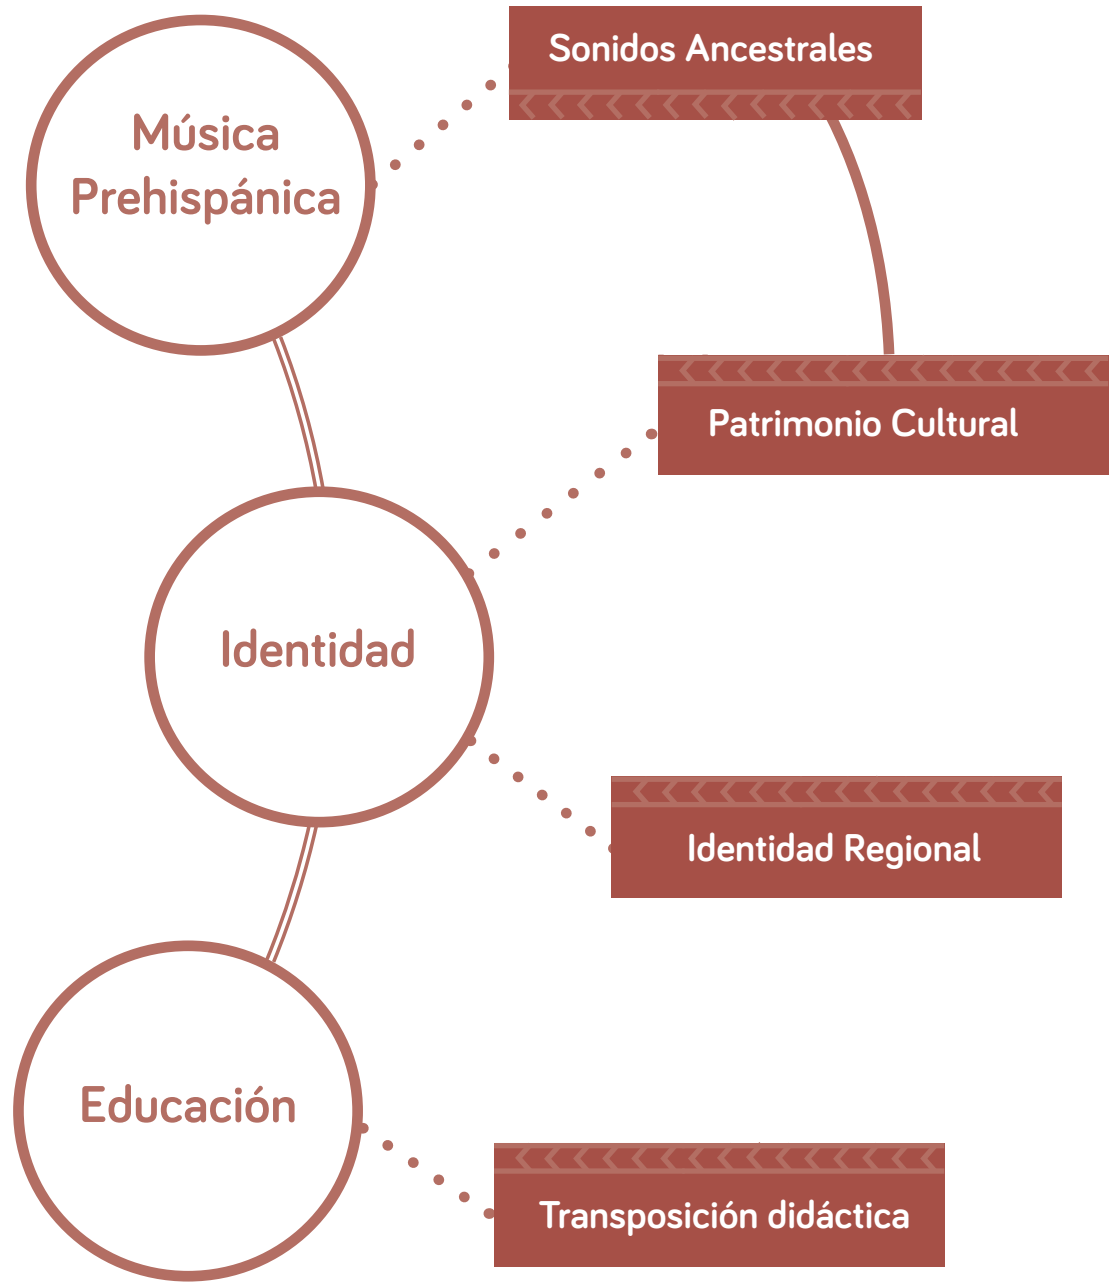 Sonidos Ancestrales
Música
Prehispánica
Patrimonio Cultural
Identidad
Identidad Regional
Educación
Transposición didáctica